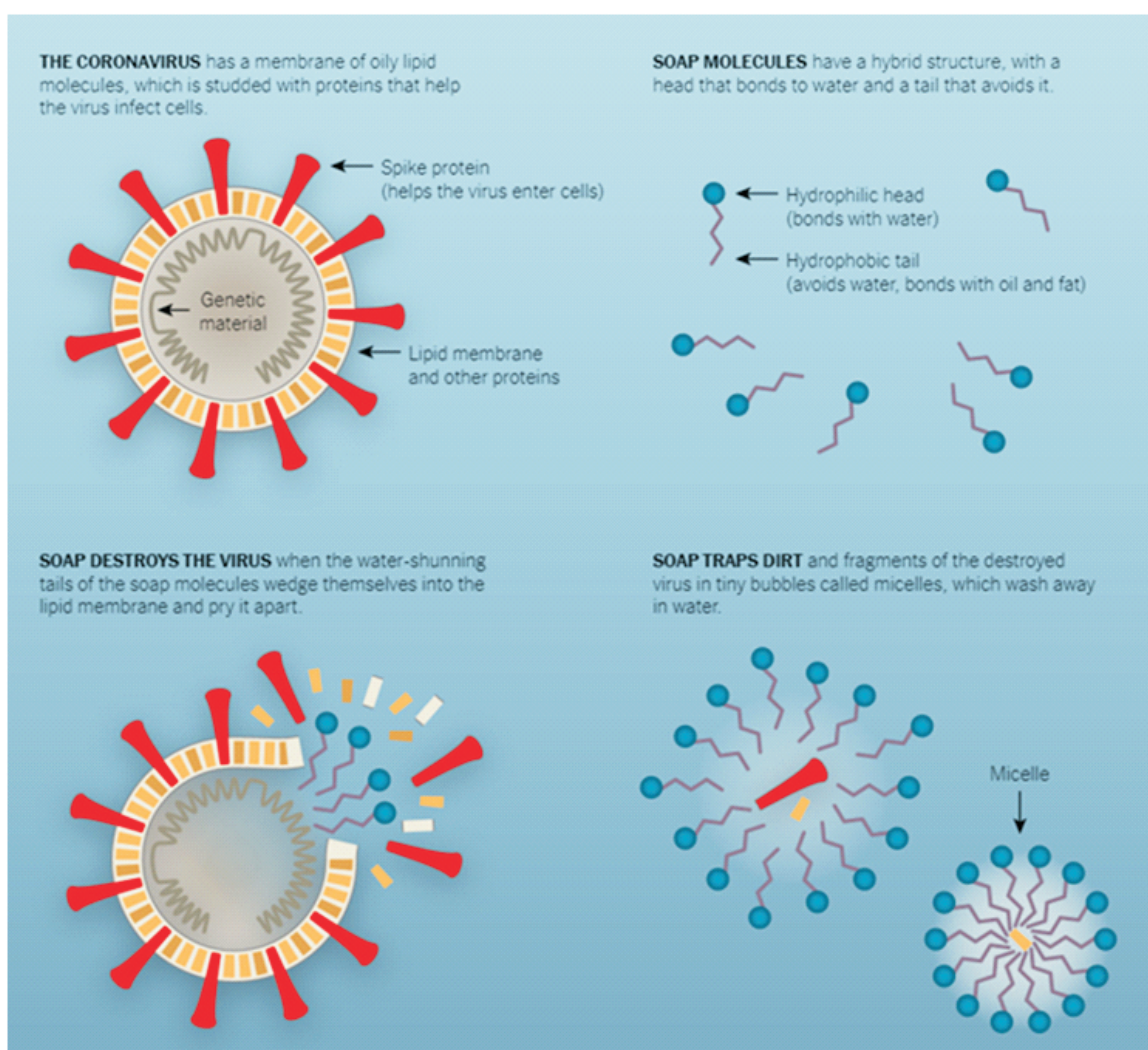 THE CORONAVIRUS has a membrane of oily lipid
molecules, which is studded with proteins that help
the virus infect cells.
Spike protein
(helps the virus enter cells)
Genetic
material
Lipid membrane
and other proteins
SOAP MOLECULES have a hybrid structure, with a
head that bonds to water and a tail that avoids it.
Hydrophilic head
(bonds with water)
Hydrophobic tail
(avoids water, bonds with oil and fat)
SOAP DESTROYS THE VIRUS when the water-shunning
tails of the soap molecules wedge themselves into the
lipid membrane and pry it apart.
SOAP TRAPS DIRT and fragments of the destroyed
virus in tiny bubbles called micelles, which wash away
in water.
Micelle